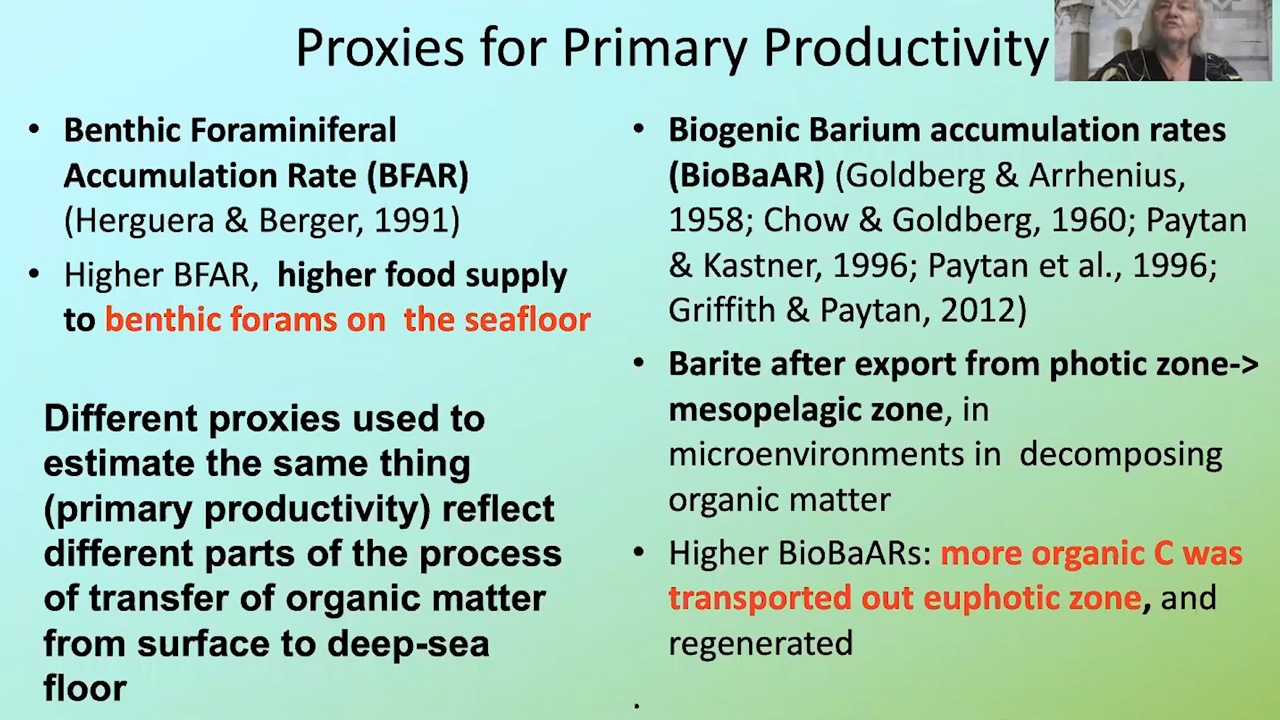 Proxies for Primary Productivity
• Benthic Foraminiferal
Accumulation Rate (BFAR)
(Herguera & Berger, 1991)
• Higher BFAR, higher food supply
to benthic forams on the seafloor
Different proxies used to
estimate the same thing
(primary productivity) reflect
different parts of the process
of transfer of organic matter
from surface to deep-sea
floor
• Biogenic Barium accumulation rates
(BioBaAR) (Goldberg & Arrhenius,
1958; Chow & Goldberg, 1960; Paytan
& Kastner, 1996; Paytan et al., 1996;
Griffith & Paytan, 2012)
• Barite after export from photic zone->
mesopelagic zone, in
microenvironments in decomposing
organic matter
• Higher BioBaARs: more organic C was
transported out euphotic zone, and
regenerated
.